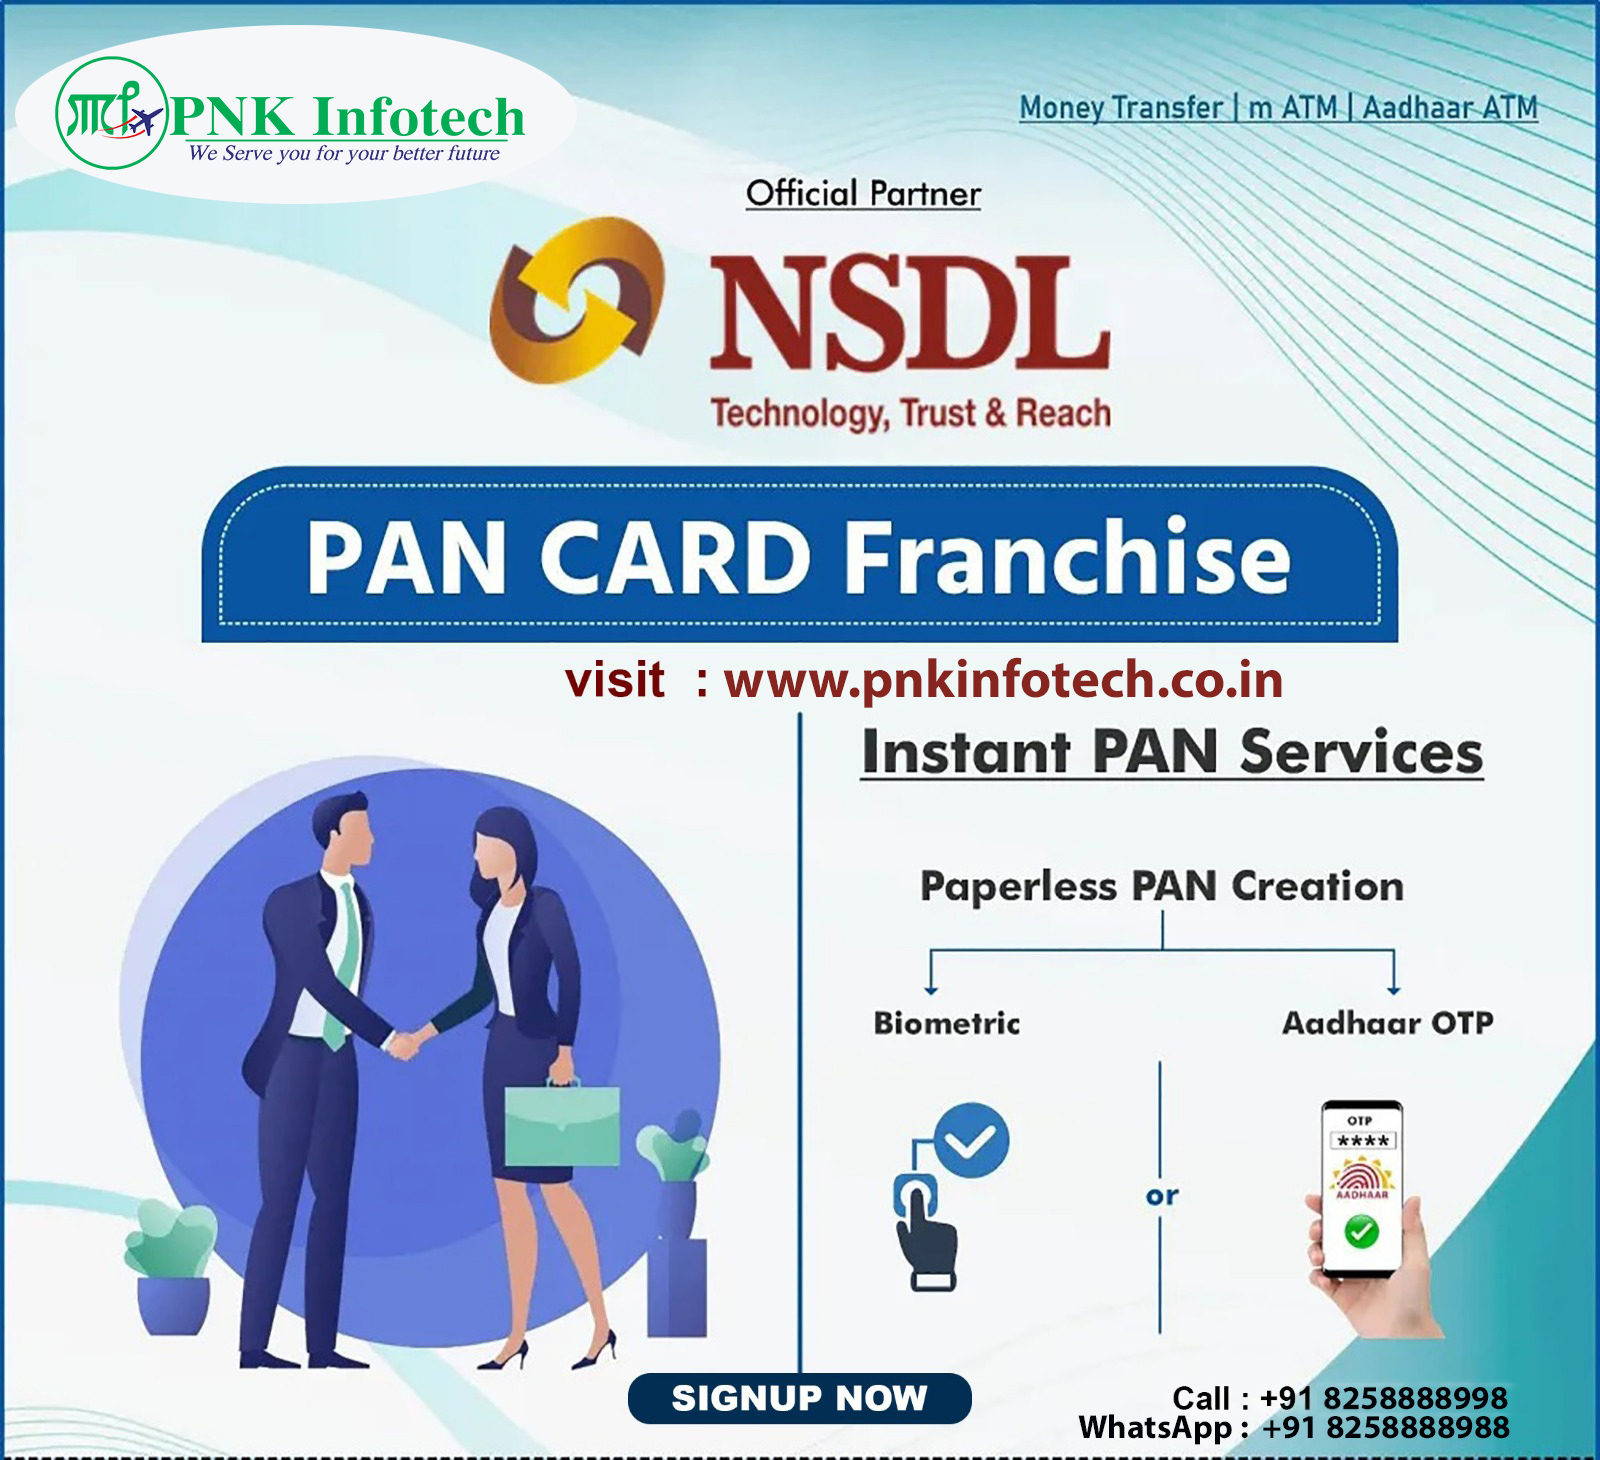 माँ PNK Infotech
We Serve you for your better future
Money Transfer | m ATM | Aadhaar ATM
Official Partner
NSDL
Technology, Trust & Reach
PAN CARD Franchise
visit : www.pnkinfotech.co.in
Instant PAN Services
Paperless PAN Creation
Biometric
Aadhaar OTP
or
OTP
****
AADHAAR
SIGNUP NOW
Call : +91 8258888998
WhatsApp : +91 8258888988